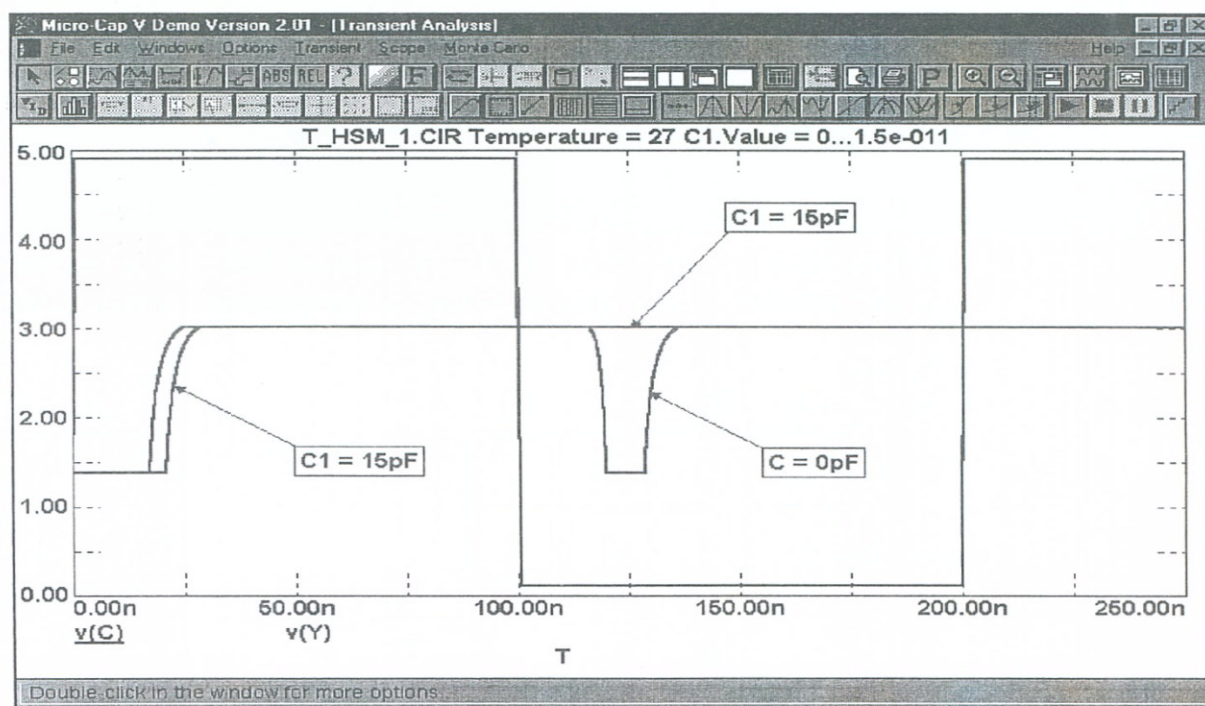 Micro-Cap V Demo Version 2.01 - [Transient Analysis]
File Edit Windows Options Transient Scope Monte Carlo Help
ABS REL ? F P
T_HSM_1.CIR Temperature = 27 C1.Value = 0...1.5e-011
5.00
C1 = 15pF
4.00
3.00
2.00
C1 = 15pF
C = 0pF
1.00
0.00
0.00n 50.00n 100.00n 150.00n 200.00n 250.00n
v(C) v(Y)
T
Double click in the window for more options.